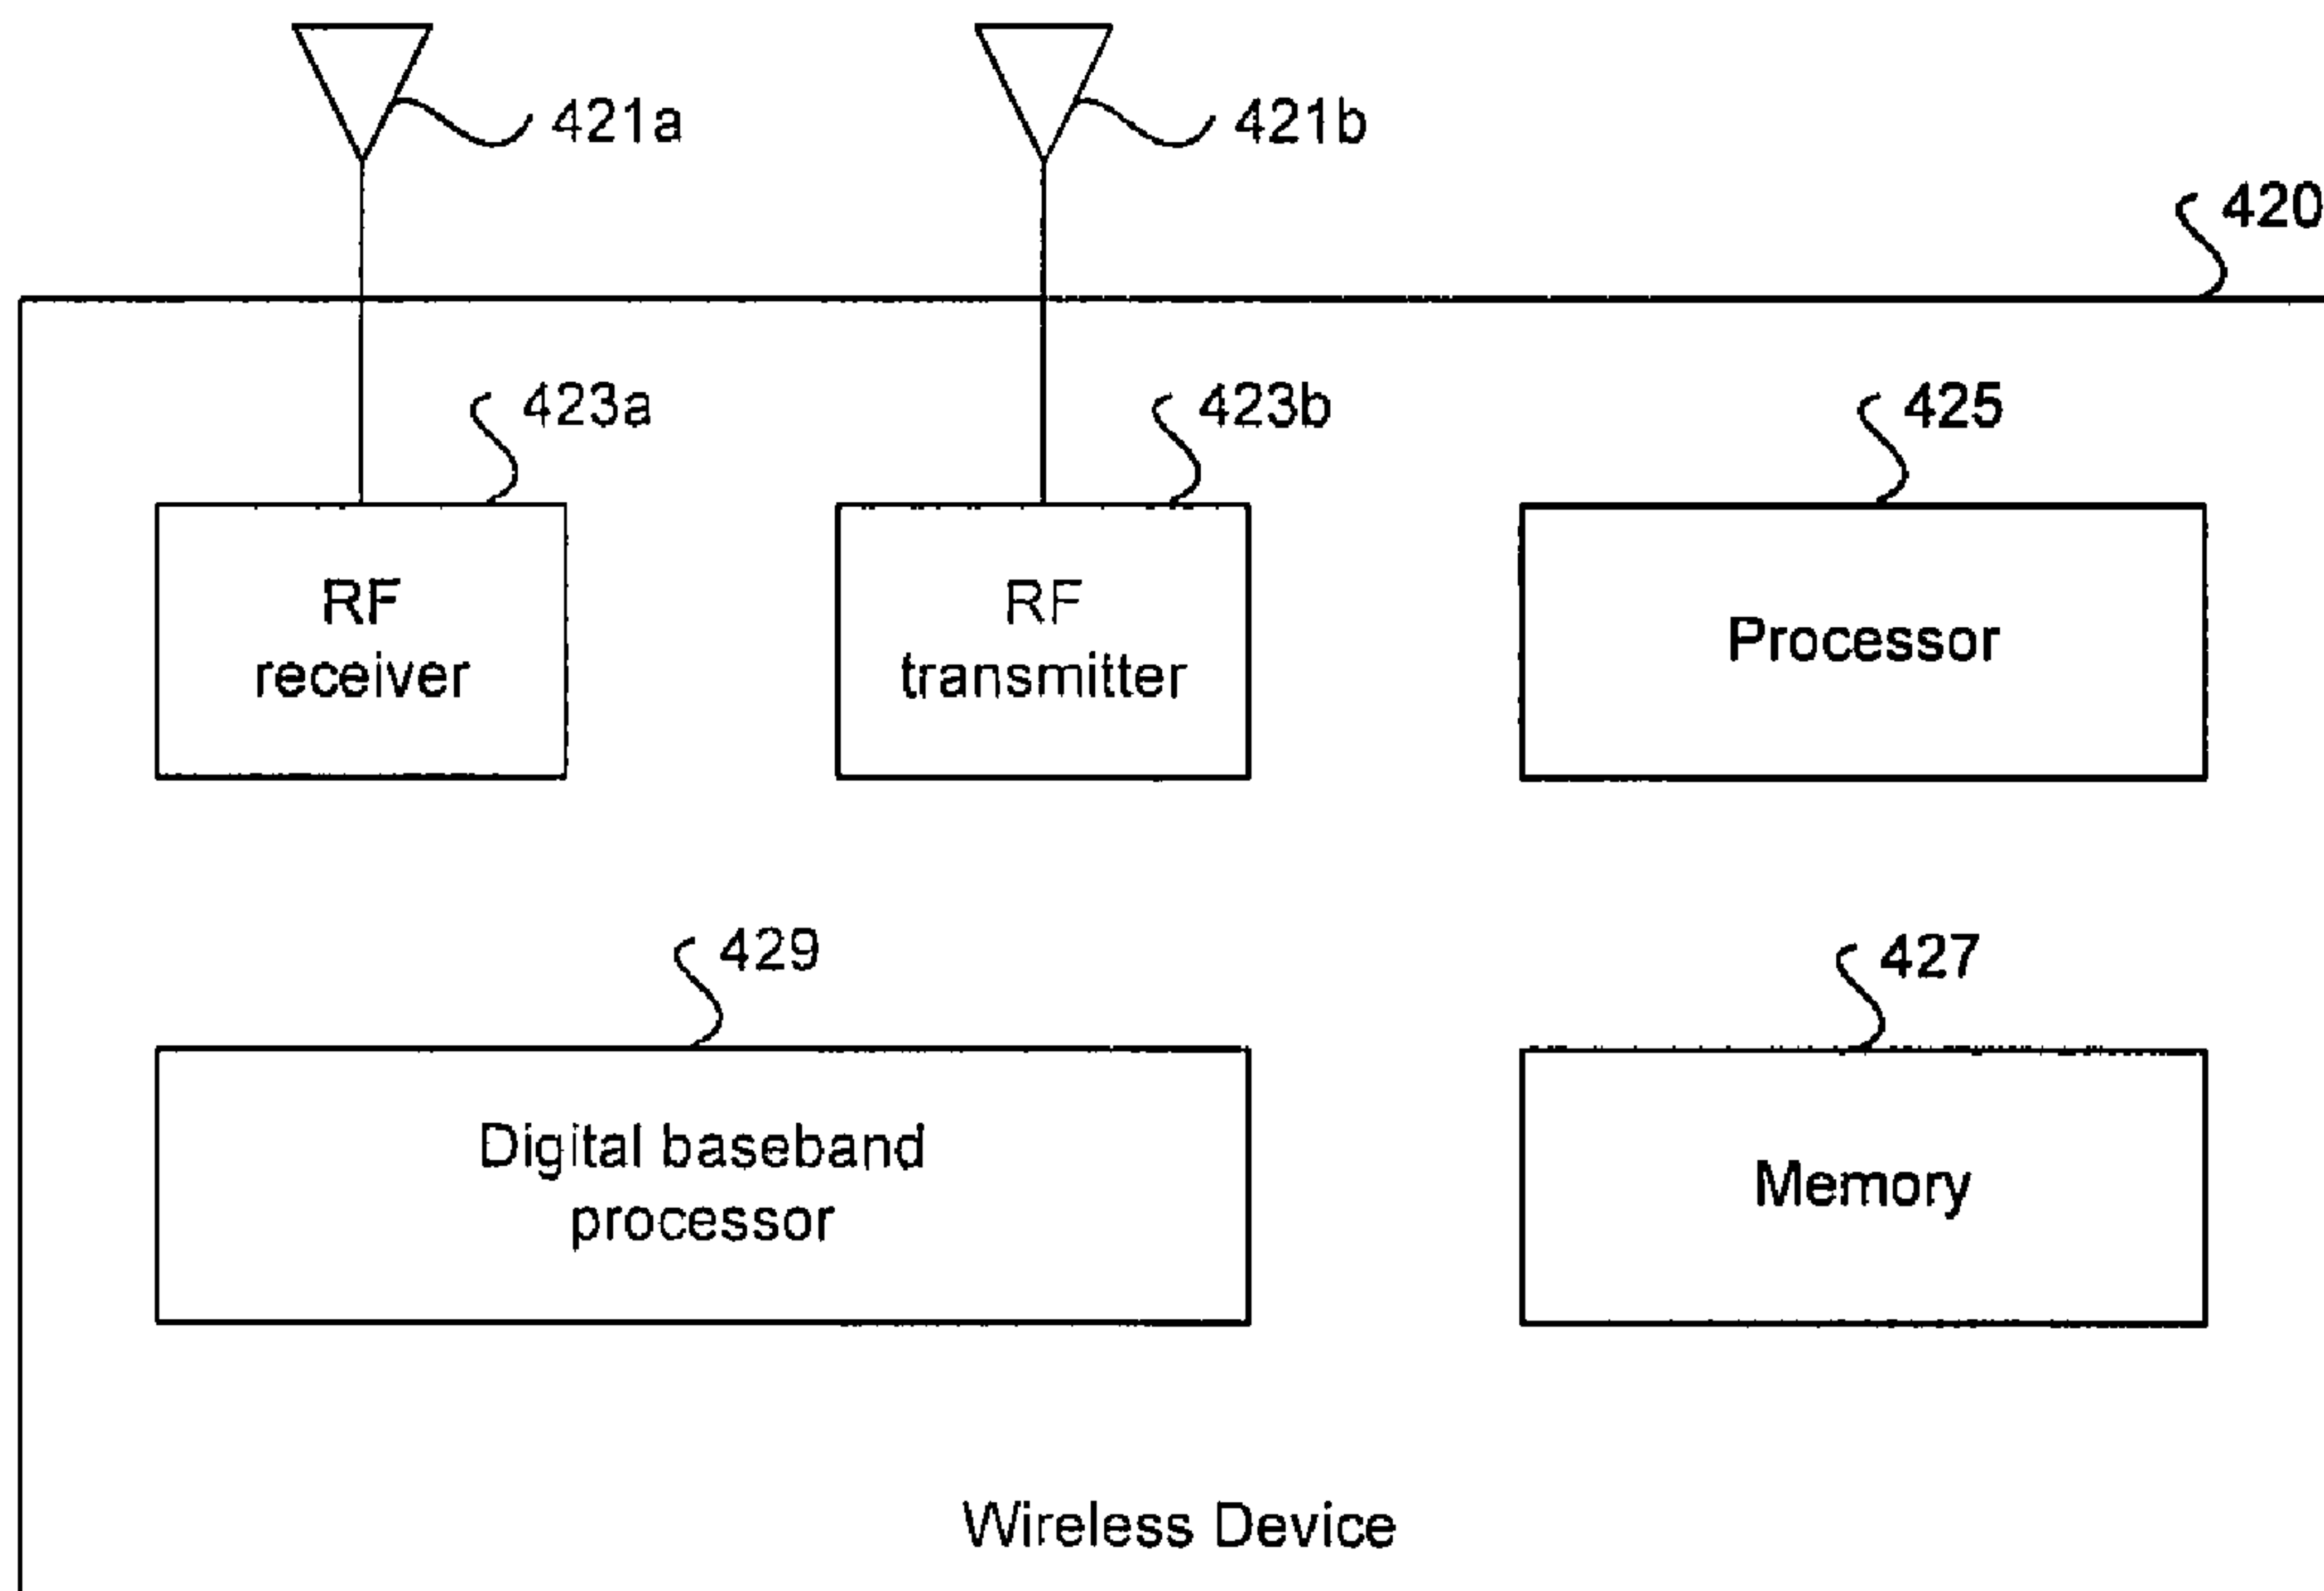 421a
421b
420
423a
423b
425
RF
receiver
RF
transmitter
Processor
429
427
Digital baseband
processor
Memory
Wireless Device